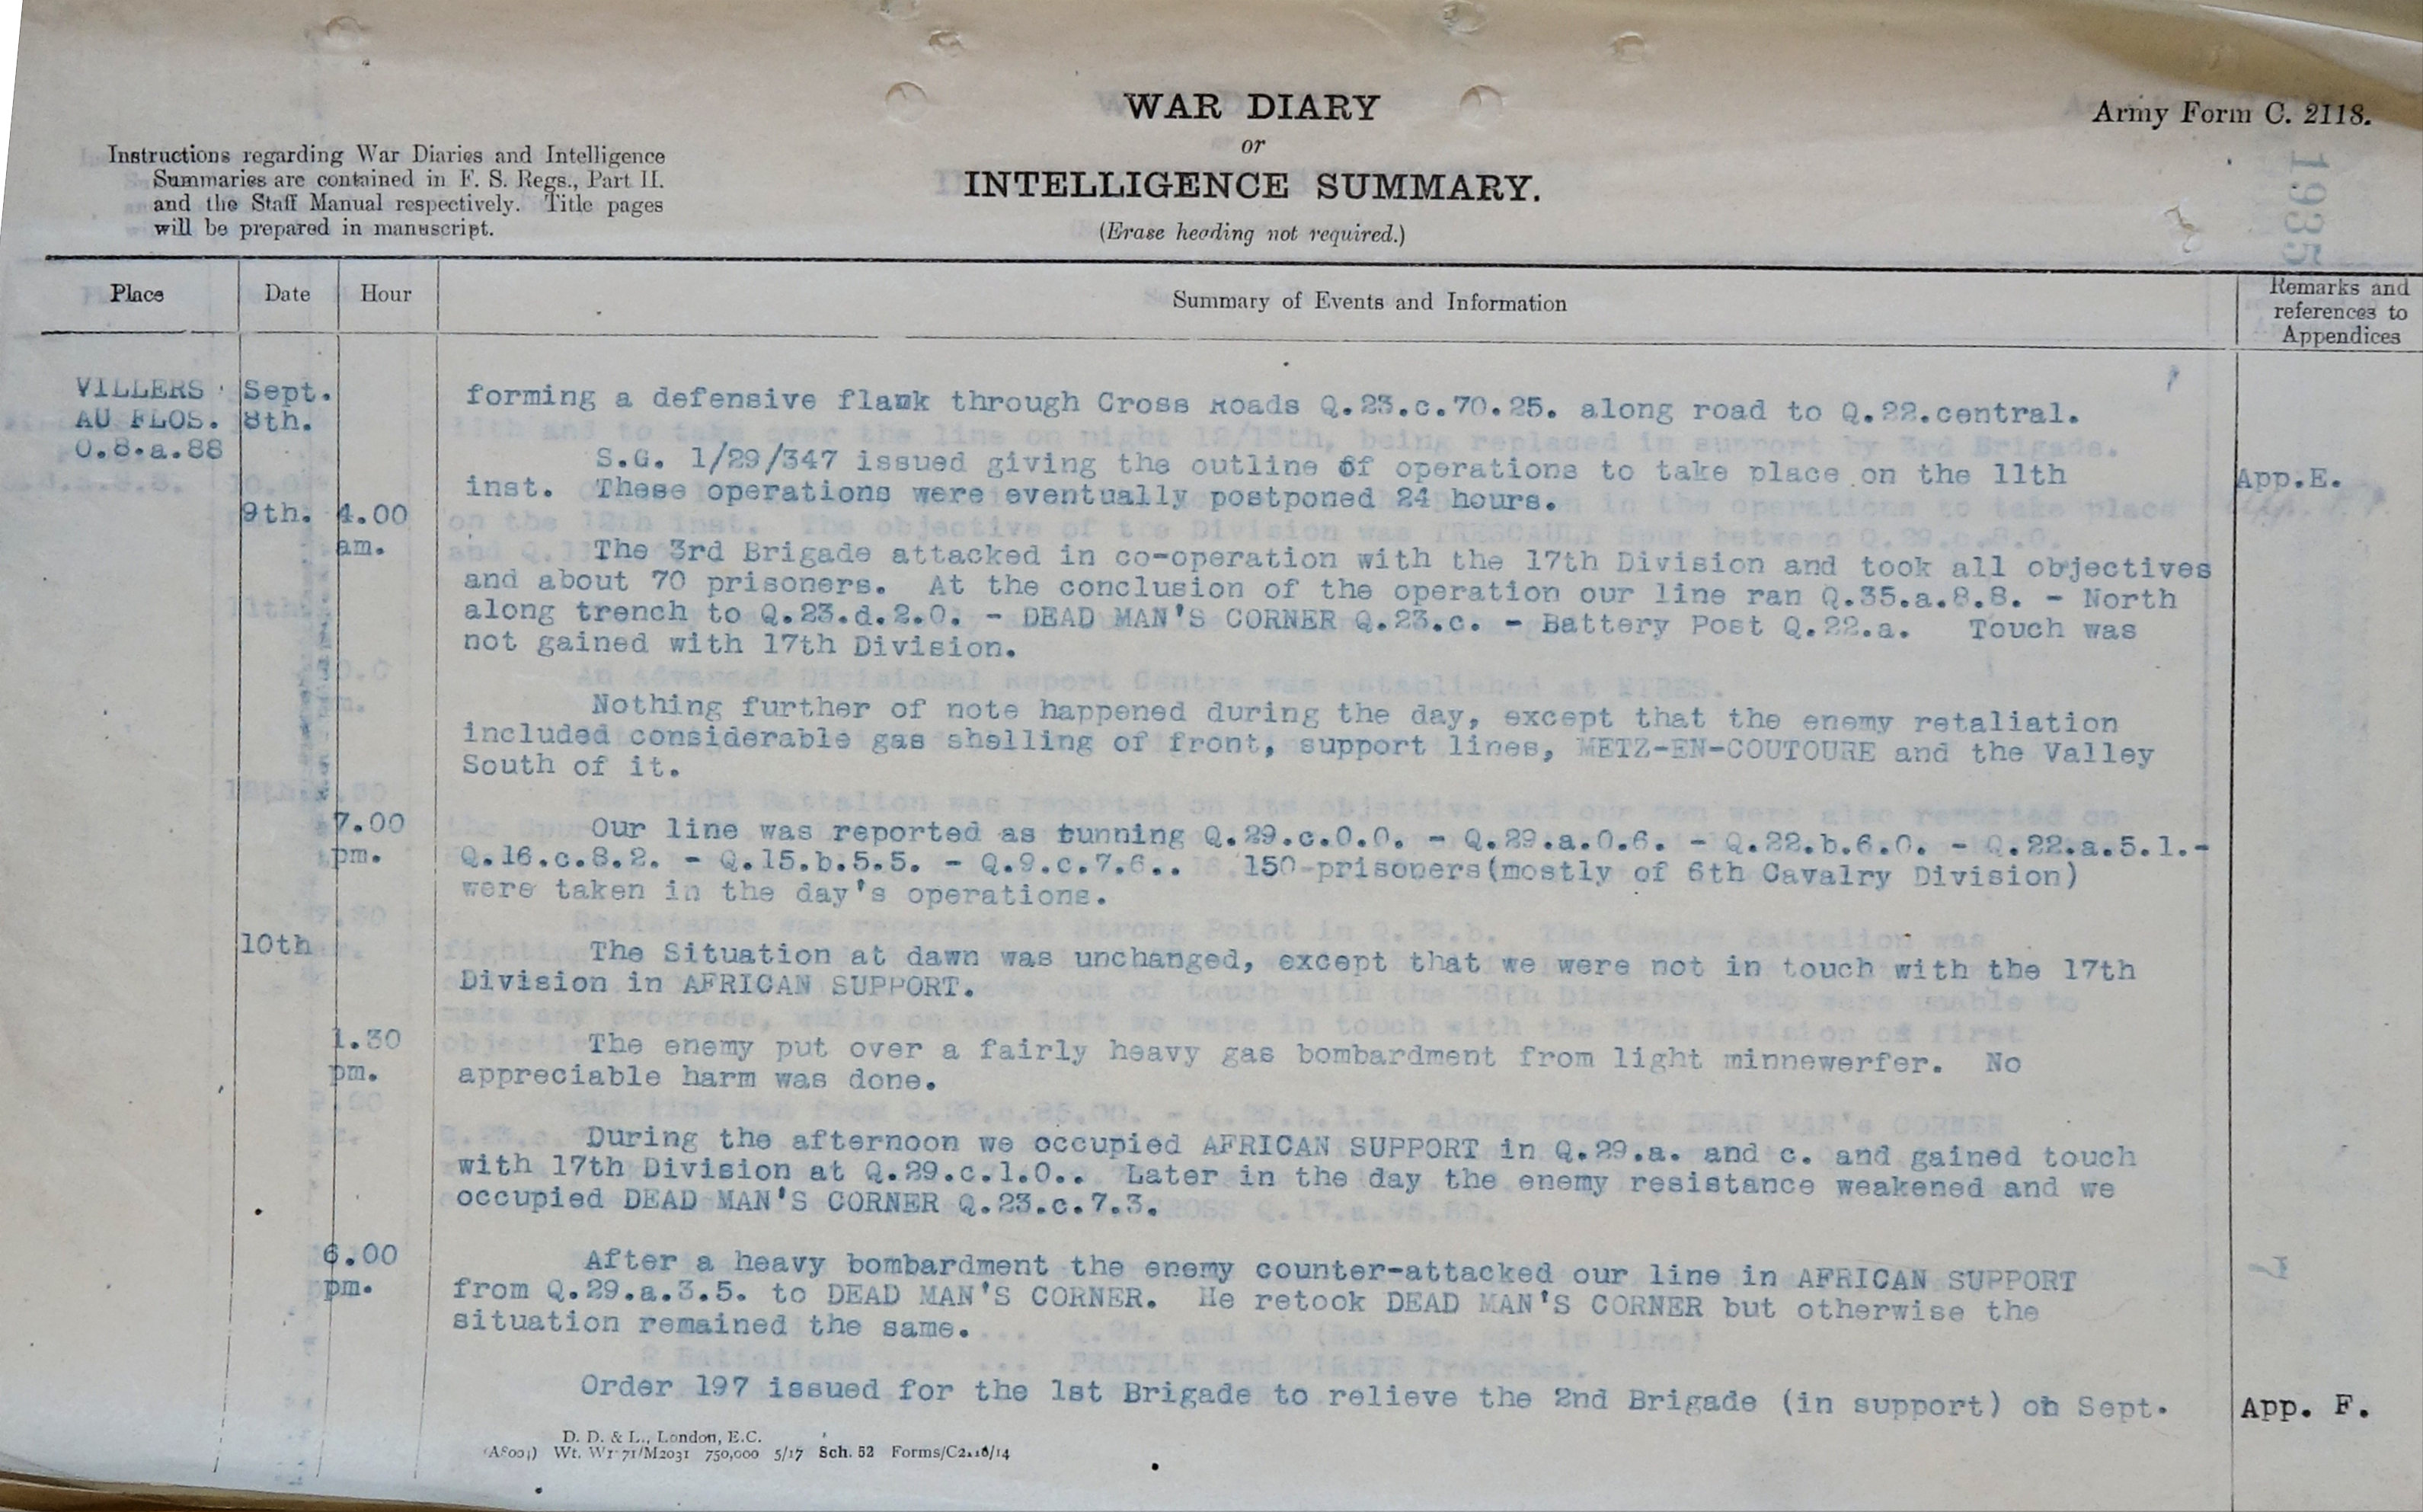 WAR DIARY
or
INTELLIGENCE SUMMARY.
(Erase heading not required.)
Army Form C. 2118.
1935
Instructions regarding War Diaries and Intelligence
Summaries are contained in F. S. Regs., Part II.
and the Staff Manual respectively. Title pages
will be prepared in manuscript.
Place Date Hour Summary of Events and Information Remarks and
references to
Appendices
VILLERS Sept. forming a defensive flank through Cross Roads Q.23.c.70.25. along road to Q.22.central.
AU FLOS. 8th.
O.8.a.88
S.G. 1/29/347 issued giving the outline of operations to take place on the 11th App.E.
inst. These operations were eventually postponed 24 hours.
9th. 4.00
am. The 3rd Brigade attacked in co-operation with the 17th Division and took all objectives
and about 70 prisoners. At the conclusion of the operation our line ran Q.35.a.8.8. - North
along trench to Q.23.d.2.0. - DEAD MAN'S CORNER Q.23.c. - Battery Post Q.22.a. Touch was
not gained with 17th Division.
Nothing further of note happened during the day, except that the enemy retaliation
included considerable gas shelling of front, support lines, METZ-EN-COUTOURE and the Valley
South of it.
7.00 Our line was reported as tunning Q.29.c.0.0. - Q.29.a.0.6. - Q.22.b.6.0. - Q.22.a.5.1.-
pm. Q.16.c.8.2. - Q.15.b.5.5. - Q.9.c.7.6.. 150 prisoners(mostly of 6th Cavalry Division)
were taken in the day's operations.
10th The Situation at dawn was unchanged, except that we were not in touch with the 17th
Division in AFRICAN SUPPORT.
1.30 The enemy put over a fairly heavy gas bombardment from light minnewerfer. No
pm. appreciable harm was done.
During the afternoon we occupied AFRICAN SUPPORT in Q.29.a. and c. and gained touch
with 17th Division at Q.29.c.1.0.. Later in the day the enemy resistance weakened and we
occupied DEAD MAN'S CORNER Q.23.c.7.3.
6.00 After a heavy bombardment the enemy counter-attacked our line in AFRICAN SUPPORT
pm. from Q.29.a.3.5. to DEAD MAN'S CORNER. He retook DEAD MAN'S CORNER but otherwise the
situation remained the same.
Order 197 issued for the 1st Brigade to relieve the 2nd Brigade (in support) on Sept. App. F.
D. D. & L., London, E.C.
Wt. W1 71/M2031 750,000 5/17 Sch. 52 Forms/C2118/14